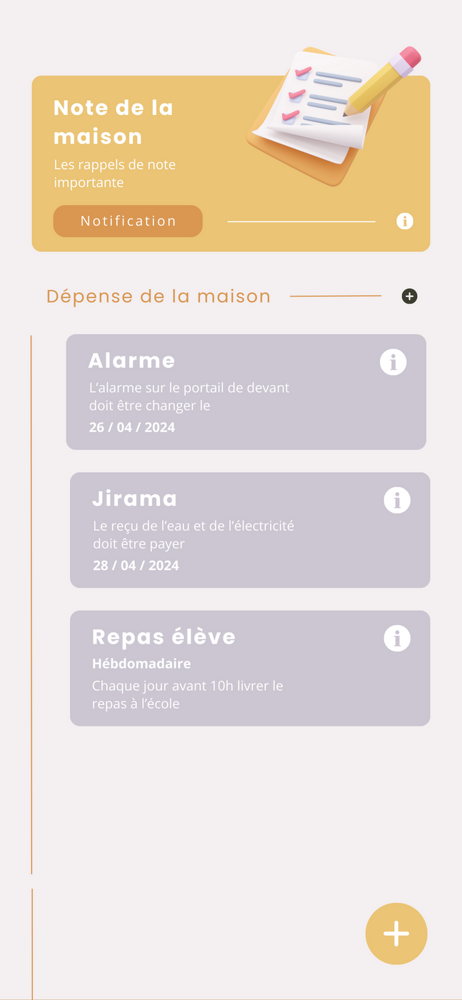 Note de la
maison
Les rappels de note
importante
Notification
Dépense de la maison
Alarme
L’alarme sur le portail de devant
doit être changer le
26 / 04 / 2024
Jirama
Le reçu de l’eau et de l’électricité
doit être payer
28 / 04 / 2024
Repas élève
Hébdomadaire
Chaque jour avant 10h livrer le
repas à l’école